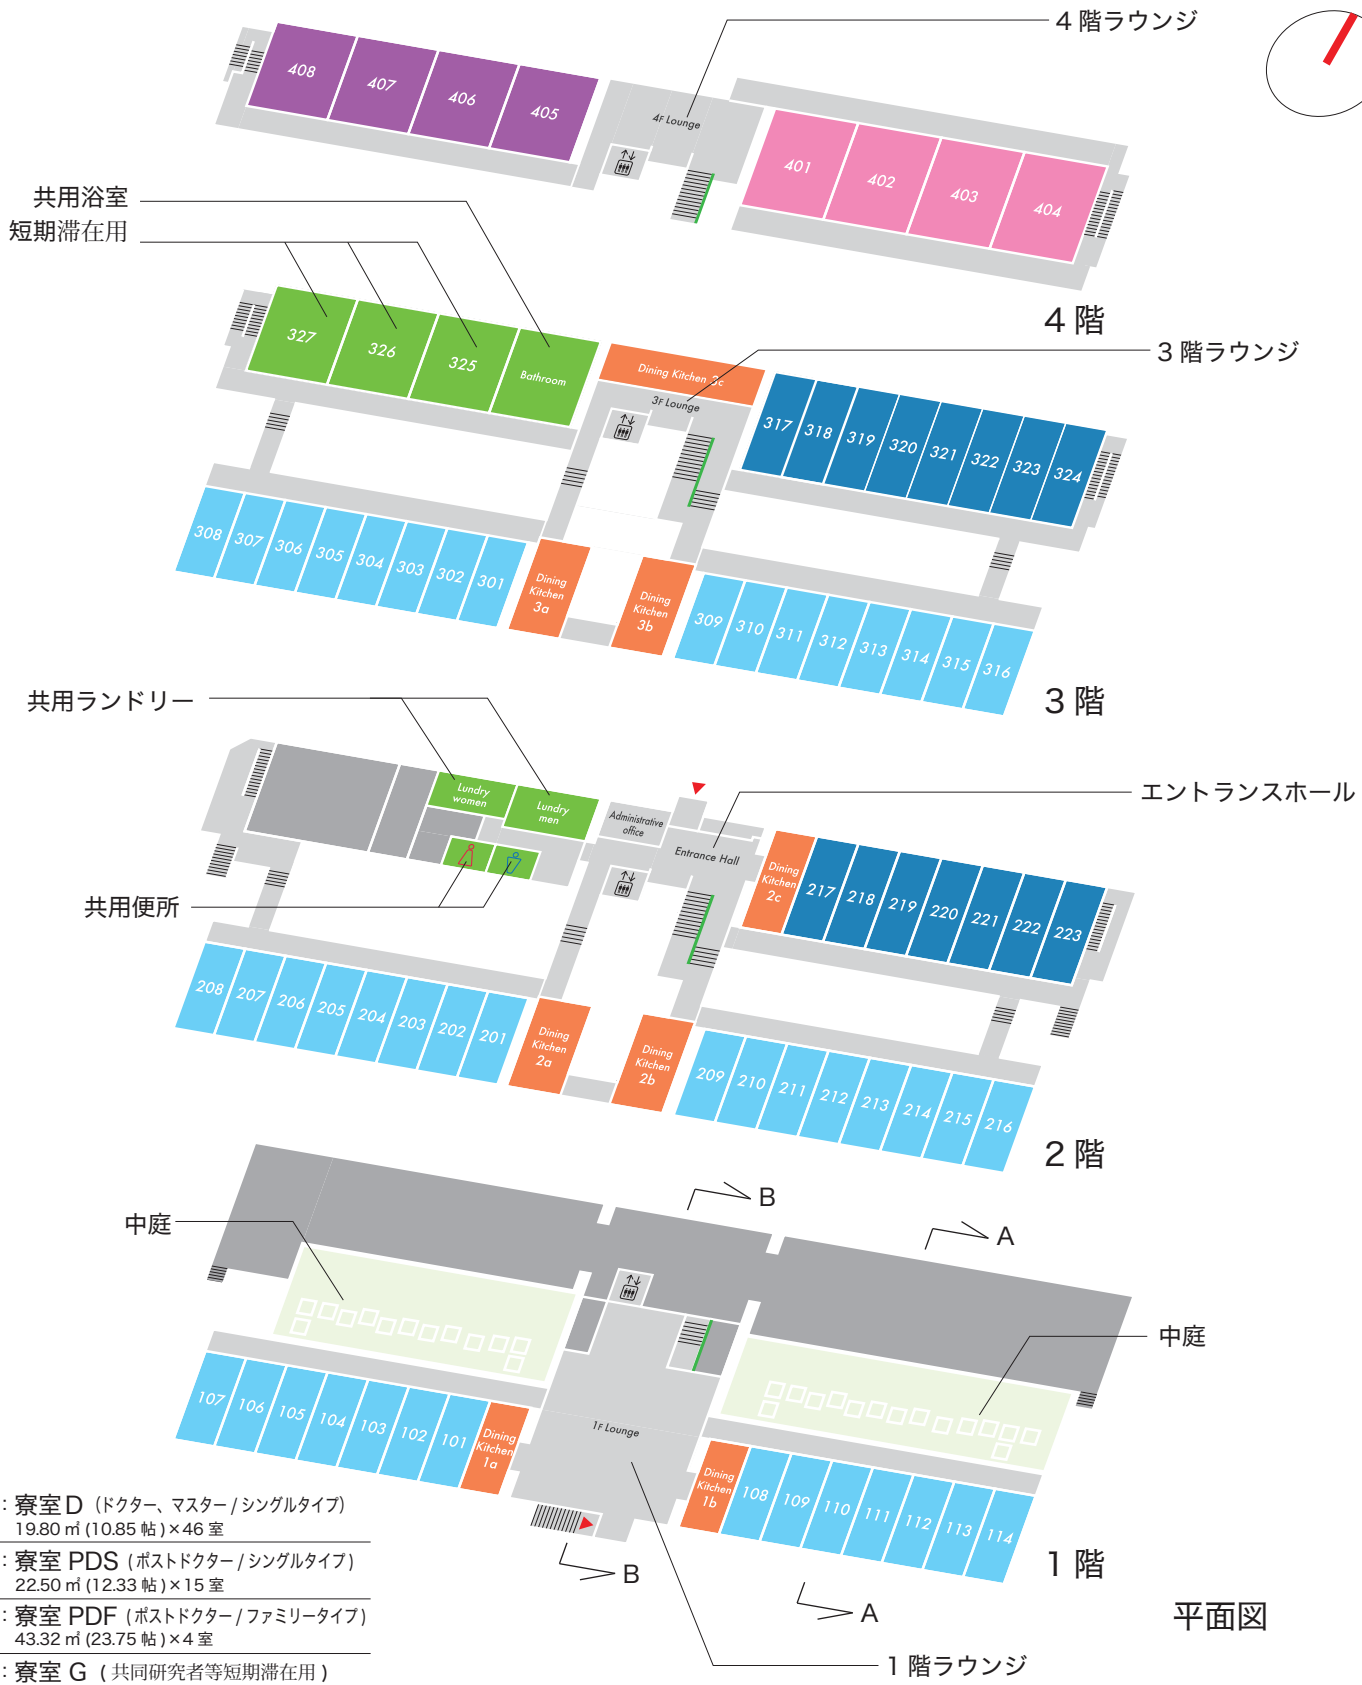 4 階ラウンジ
408
407
406
405
4F Lounge
401
402
403
404
4 階
共用浴室
短期滞在用
327
326
325
Bathroom
Dining Kitchen 3c
3F Lounge
3 階ラウンジ
317
318
319
320
321
322
323
324
308
307
306
305
304
303
302
301
Dining
Kitchen
3a
Dining
Kitchen
3b
309
310
311
312
313
314
315
316
3 階
共用ランドリー
Lundry
women
Lundry
men
Administrative
office
Entrance Hall
エントランスホール
共用便所
Dining
Kitchen
2c
217
218
219
220
221
222
223
208
207
206
205
204
203
202
201
Dining
Kitchen
2a
Dining
Kitchen
2b
209
210
211
212
213
214
215
216
2 階
B
A
中庭
中庭
107
106
105
104
103
102
101
Dining
Kitchen
1a
1F Lounge
Dining
Kitchen
1b
108
109
110
111
112
113
114
1 階
B
A
1 階ラウンジ
平面図
: 寮室 D (ドクター、マスター / シングルタイプ)
19.80 ㎡ (10.85 帖 ) × 46 室
: 寮室 PDS (ポストドクター / シングルタイプ)
22.50 ㎡ (12.33 帖 ) × 15 室
: 寮室 PDF (ポストドクター / ファミリータイプ)
43.32 ㎡ (23.75 帖 ) × 4 室
: 寮室 G ( 共同研究者等短期滞在用 )